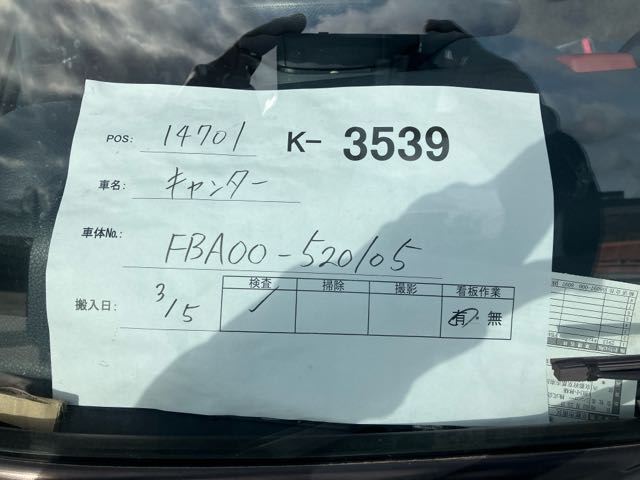 POS: 14701 K- 3539
車名: キャンター
車体No.: FBA00-520105
搬入日: 3/5
検査 掃除 撮影 看板作業
✓ 有・無